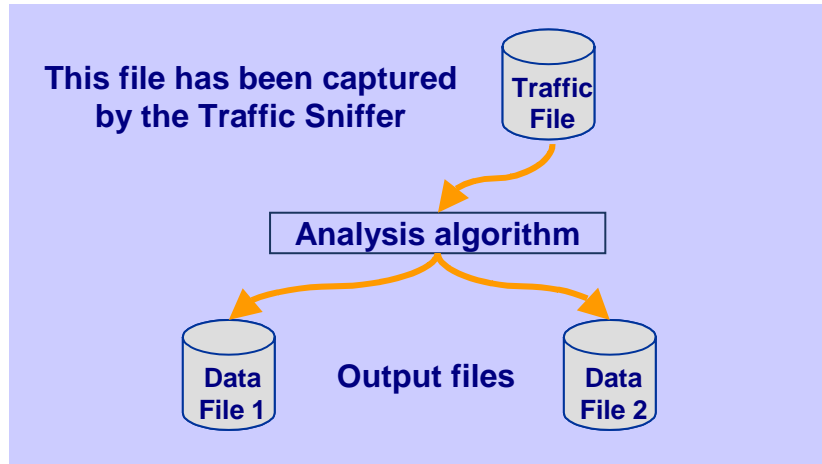 This file has been captured
by the Traffic Sniffer
Traffic
File
Analysis algorithm
Data
File 1
Output files
Data
File 2